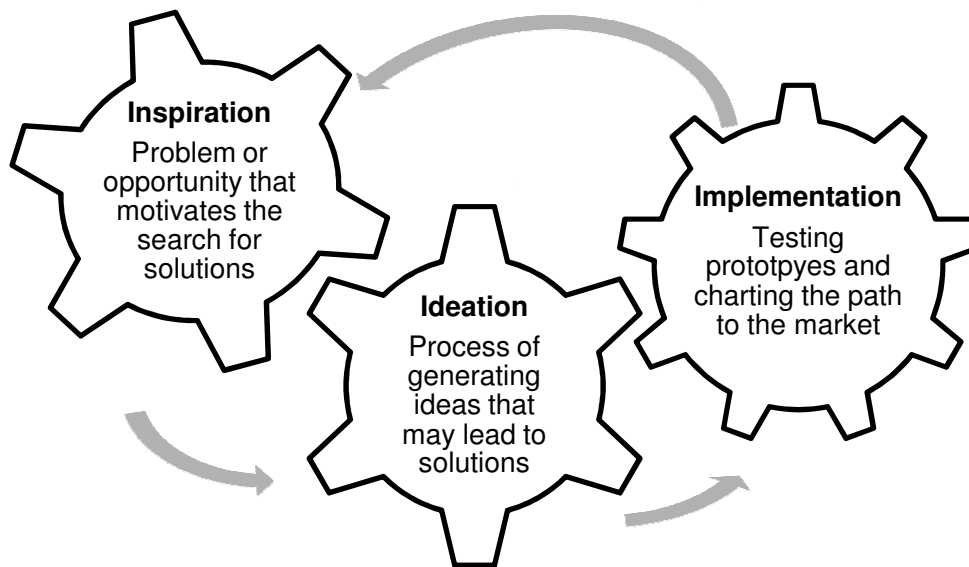 Inspiration
Problem or
opportunity that
motivates the
search for
solutions
Ideation
Process of
generating
ideas that
may lead to
solutions
Implementation
Testing
prototpyes and
charting the path
to the market